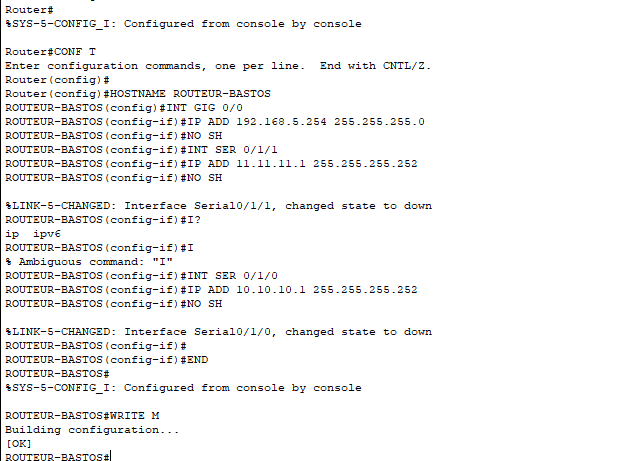 Router#
%SYS-5-CONFIG_I: Configured from console by console
Router#CONF T
Enter configuration commands, one per line.  End with CNTL/Z.
Router(config)#
Router(config)#HOSTNAME ROUTEUR-BASTOS
ROUTEUR-BASTOS(config)#INT GIG 0/0
ROUTEUR-BASTOS(config-if)#IP ADD 192.168.5.254 255.255.255.0
ROUTEUR-BASTOS(config-if)#NO SH
ROUTEUR-BASTOS(config-if)#INT SER 0/1/1
ROUTEUR-BASTOS(config-if)#IP ADD 11.11.11.1 255.255.255.252
ROUTEUR-BASTOS(config-if)#NO SH
%LINK-5-CHANGED: Interface Serial0/1/1, changed state to down
ROUTEUR-BASTOS(config-if)#I?
ip  ipv6
ROUTEUR-BASTOS(config-if)#I
% Ambiguous command: "I"
ROUTEUR-BASTOS(config-if)#INT SER 0/1/0
ROUTEUR-BASTOS(config-if)#IP ADD 10.10.10.1 255.255.255.252
ROUTEUR-BASTOS(config-if)#NO SH
%LINK-5-CHANGED: Interface Serial0/1/0, changed state to down
ROUTEUR-BASTOS(config-if)#
ROUTEUR-BASTOS(config-if)#END
ROUTEUR-BASTOS#
%SYS-5-CONFIG_I: Configured from console by console
ROUTEUR-BASTOS#WRITE M
Building configuration...
[OK]
ROUTEUR-BASTOS#